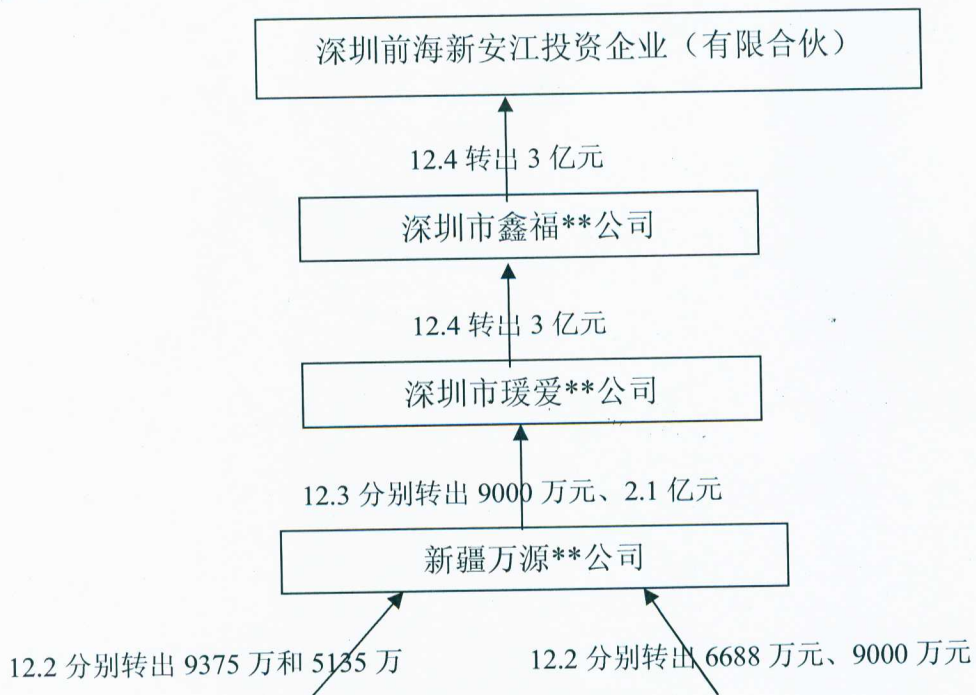 深圳前海新安江投资企业（有限合伙）
12.4 转出 3 亿元
深圳市鑫福**公司
12.4 转出 3 亿元
深圳市瑗爱**公司
12.3 分别转出 9000 万元、2.1 亿元
新疆万源**公司
12.2 分别转出 9375 万和 5135 万
12.2 分别转出 6688 万元、9000 万元